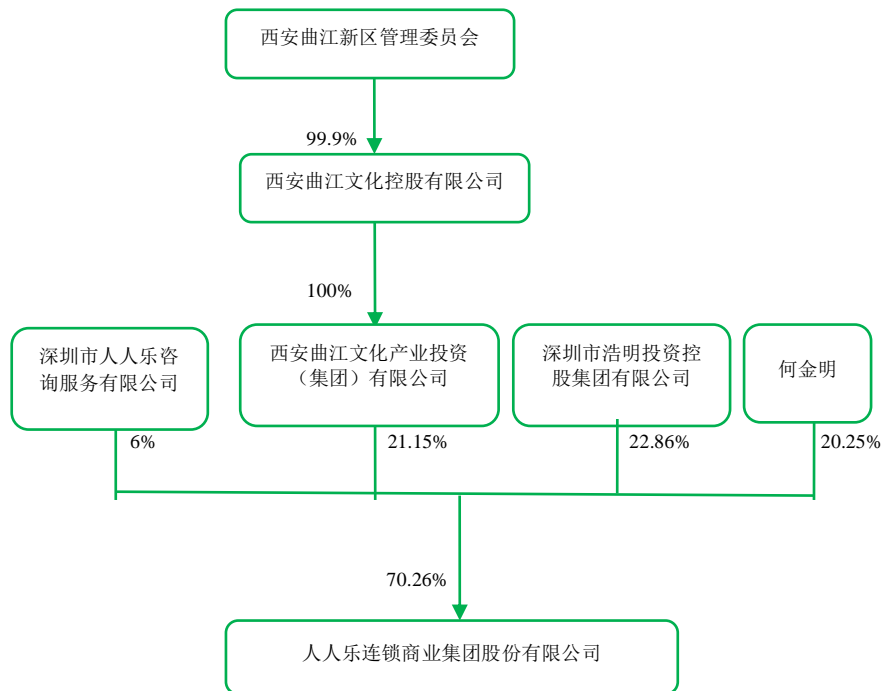 西安曲江新区管理委员会
99.9%
西安曲江文化控股有限公司
100%
深圳市人人乐咨
询服务有限公司
西安曲江文化产业投资
（集团）有限公司
深圳市浩明投资控
股集团有限公司
何金明
6%
21.15%
22.86%
20.25%
70.26%
人人乐连锁商业集团股份有限公司